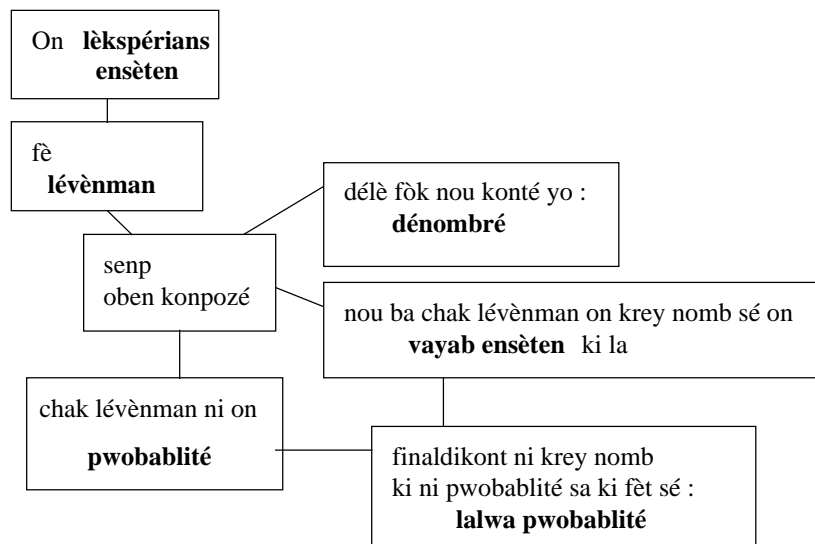 On lèkspérians
ensèten
fè
lévènman
délè fòk nou konté yo :
dénombré
senp
oben konpozé
nou ba chak lévènman on krey nomb sé on
vayab ensèten ki la
chak lévènman ni on
pwobablité
finaldikont ni krey nomb
ki ni pwobablité sa ki fèt sé :
lalwa pwobablité